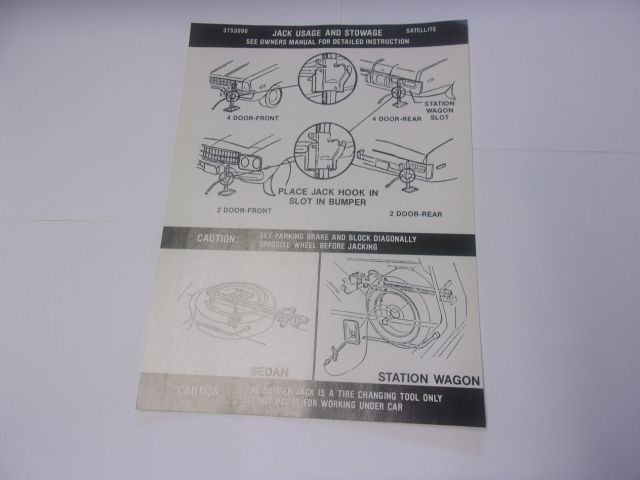 3753090 JACK USAGE AND STOWAGE SATELLITE
SEE OWNERS MANUAL FOR DETAILED INSTRUCTION
4 DOOR-FRONT
4 DOOR-REAR
STATION
WAGON
SLOT
PLACE JACK HOOK IN
SLOT IN BUMPER
2 DOOR-FRONT
2 DOOR-REAR
CAUTION: SET PARKING BRAKE AND BLOCK DIAGONALLY
OPPOSITE WHEEL BEFORE JACKING
SEDAN
STATION WAGON
CAUTION: THE BUMPER JACK IS A TIRE CHANGING TOOL ONLY
DO NOT USE IT FOR WORKING UNDER CAR